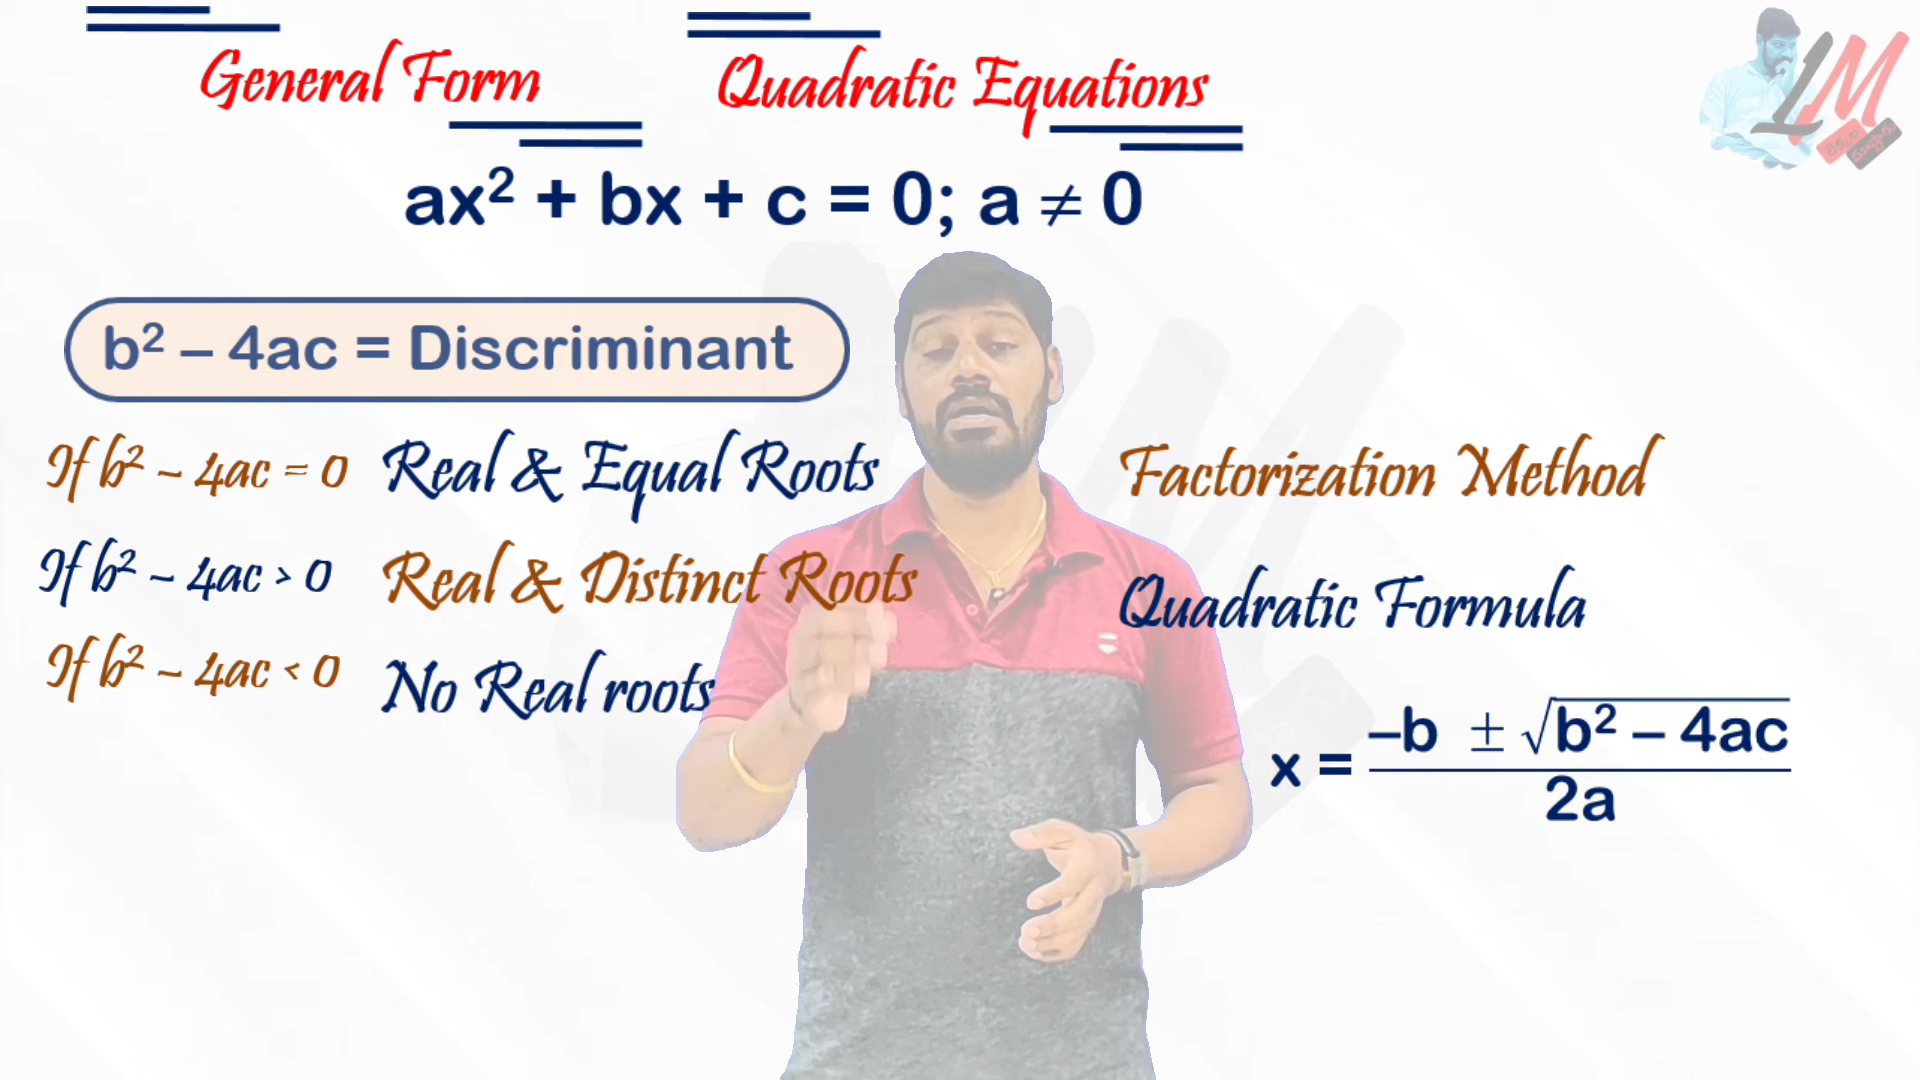 General Form
Quadratic Equations
ax² + bx + c = 0; a ≠ 0
b² – 4ac = Discriminant
If b² – 4ac = 0 Real & Equal Roots
If b² – 4ac > 0 Real & Distinct Roots
If b² – 4ac < 0 No Real roots
Factorization Method
Quadratic Formula
x = –b ± √b² – 4ac
2a
LM